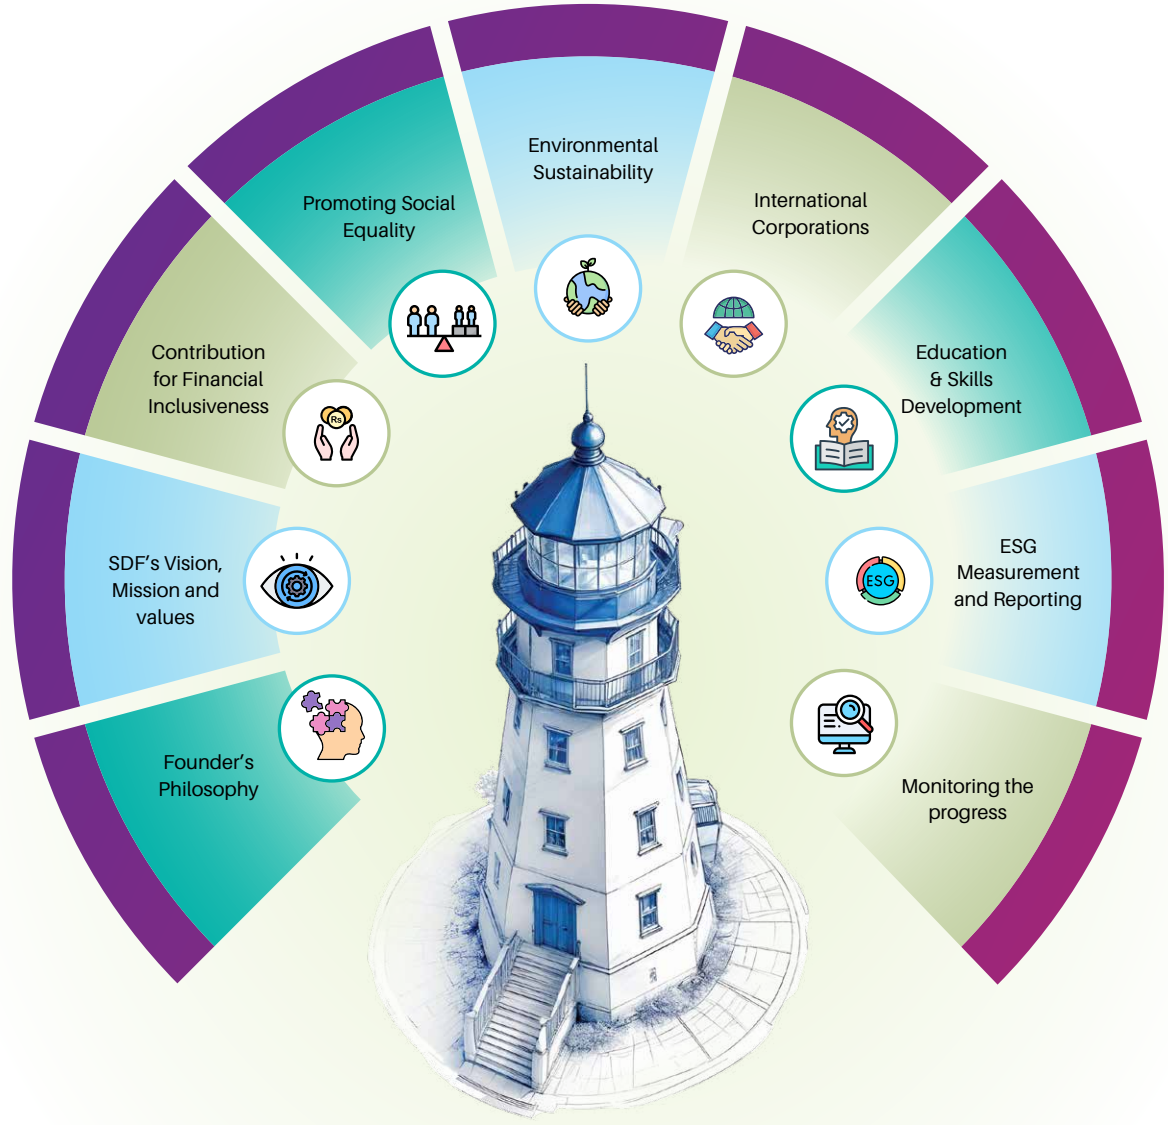 Environmental
Sustainability
Promoting Social
Equality
International
Corporations
Contribution
for Financial
Inclusiveness
Rs
Education
& Skills
Development
SDF’s Vision,
Mission and
values
ESG
ESG
Measurement
and Reporting
Founder’s
Philosophy
Monitoring the
progress